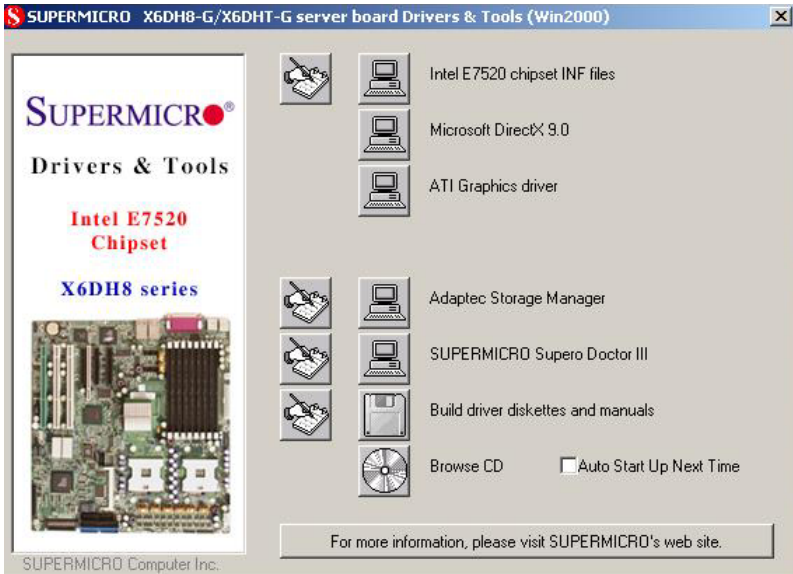 SUPERMICRO X6DH8-G/X6DHT-G server board Drivers & Tools (Win2000)
SUPERMICRO®
Drivers & Tools
Intel E7520
Chipset
X6DH8 series
SUPERMICRO Computer Inc.
Intel E7520 chipset INF files
Microsoft DirectX 9.0
ATI Graphics driver
Adaptec Storage Manager
SUPERMICRO Supero Doctor III
Build driver diskettes and manuals
Browse CD
Auto Start Up Next Time
For more information, please visit SUPERMICRO's web site.